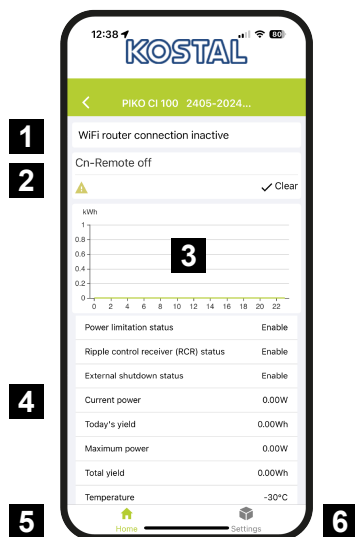 12:38 80
KOSTAL
PIKO CI 100 2405-2024...
1
WiFi router connection inactive
2
Cn-Remote off
Clear
kWh
1
0.8
0.6
0.4
0.2
0
0 2 4 6 8 10 12 14 16 18 20 22
3
Power limitation status Enable
Ripple control receiver (RCR) status Enable
External shutdown status Enable
4
Current power 0.00W
Today's yield 0.00Wh
Maximum power 0.00W
Total yield 0.00Wh
Temperature -30°C
5
Home Settings
6